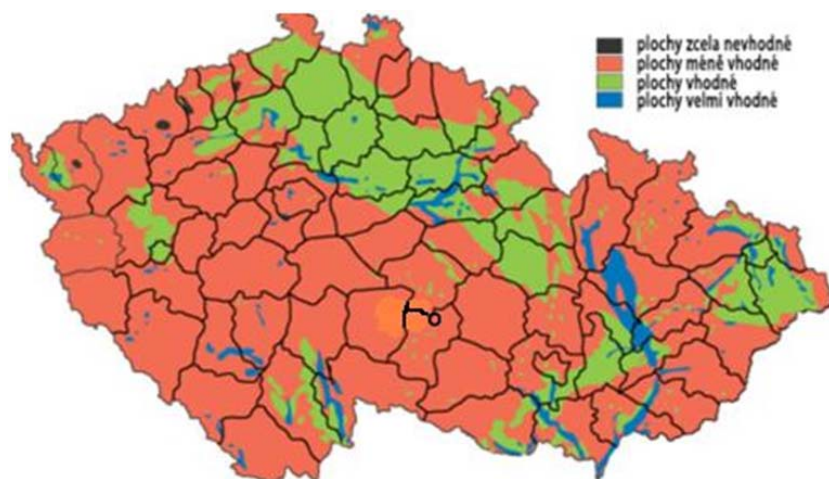 plochy zcela nevhodné
plochy méně vhodné
plochy vhodné
plochy velmi vhodné